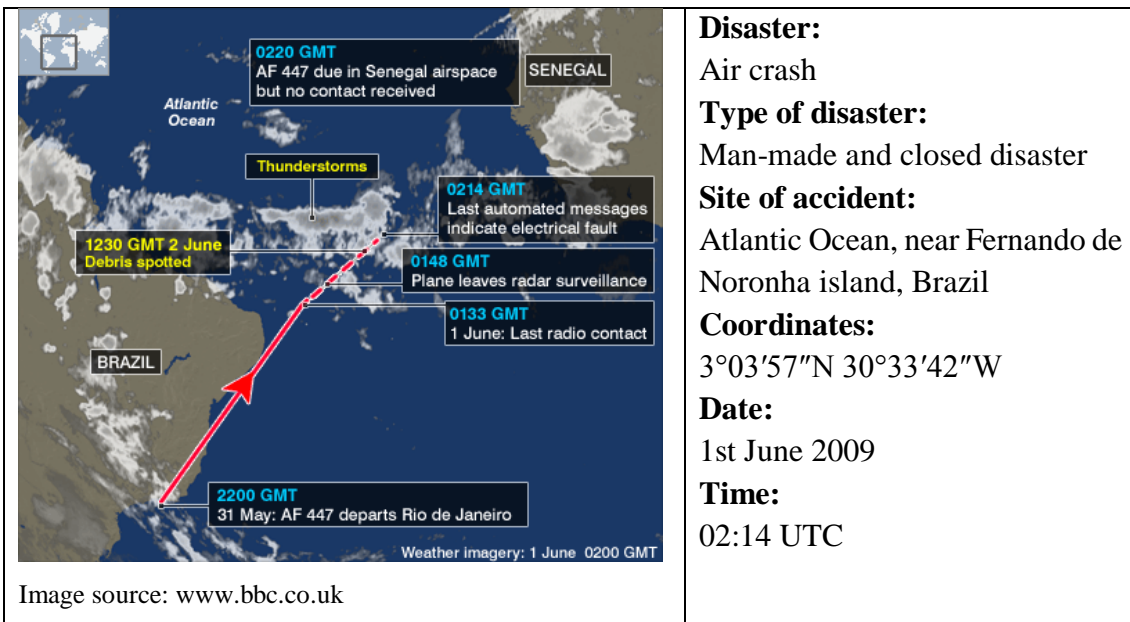 0220 GMT
AF 447 due in Senegal airspace
but no contact received
SENEGAL
Atlantic
Ocean
Thunderstorms
0214 GMT
Last automated messages
indicate electrical fault
1230 GMT 2 June
Debris spotted
0148 GMT
Plane leaves radar surveillance
0133 GMT
1 June: Last radio contact
BRAZIL
2200 GMT
31 May: AF 447 departs Rio de Janeiro
Weather imagery: 1 June 0200 GMT
Image source: www.bbc.co.uk
Disaster:
Air crash
Type of disaster:
Man-made and closed disaster
Site of accident:
Atlantic Ocean, near Fernando de
Noronha island, Brazil
Coordinates:
3°03′57″N 30°33′42″W
Date:
1st June 2009
Time:
02:14 UTC